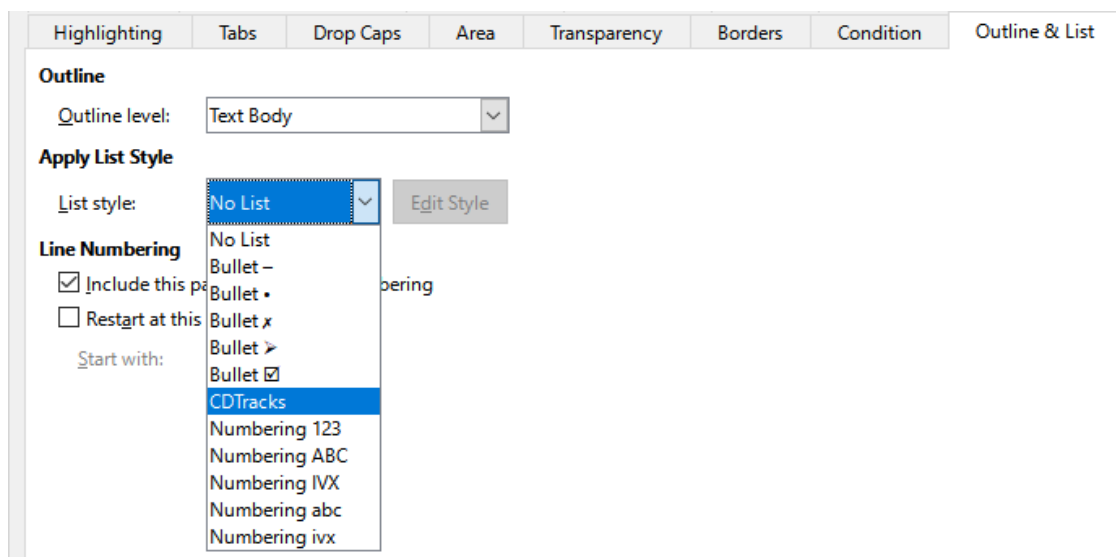 Highlighting Tabs Drop Caps Area Transparency Borders Condition Outline & List
Outline
Outline level: Text Body
Apply List Style
List style: No List Edit Style
No List
Line Numbering
Bullet –
Include this pa bering
Bullet •
Restart at this Bullet ✗
Bullet ➢
Start with:
Bullet ☑
CDTracks
Numbering 123
Numbering ABC
Numbering IVX
Numbering abc
Numbering ivx